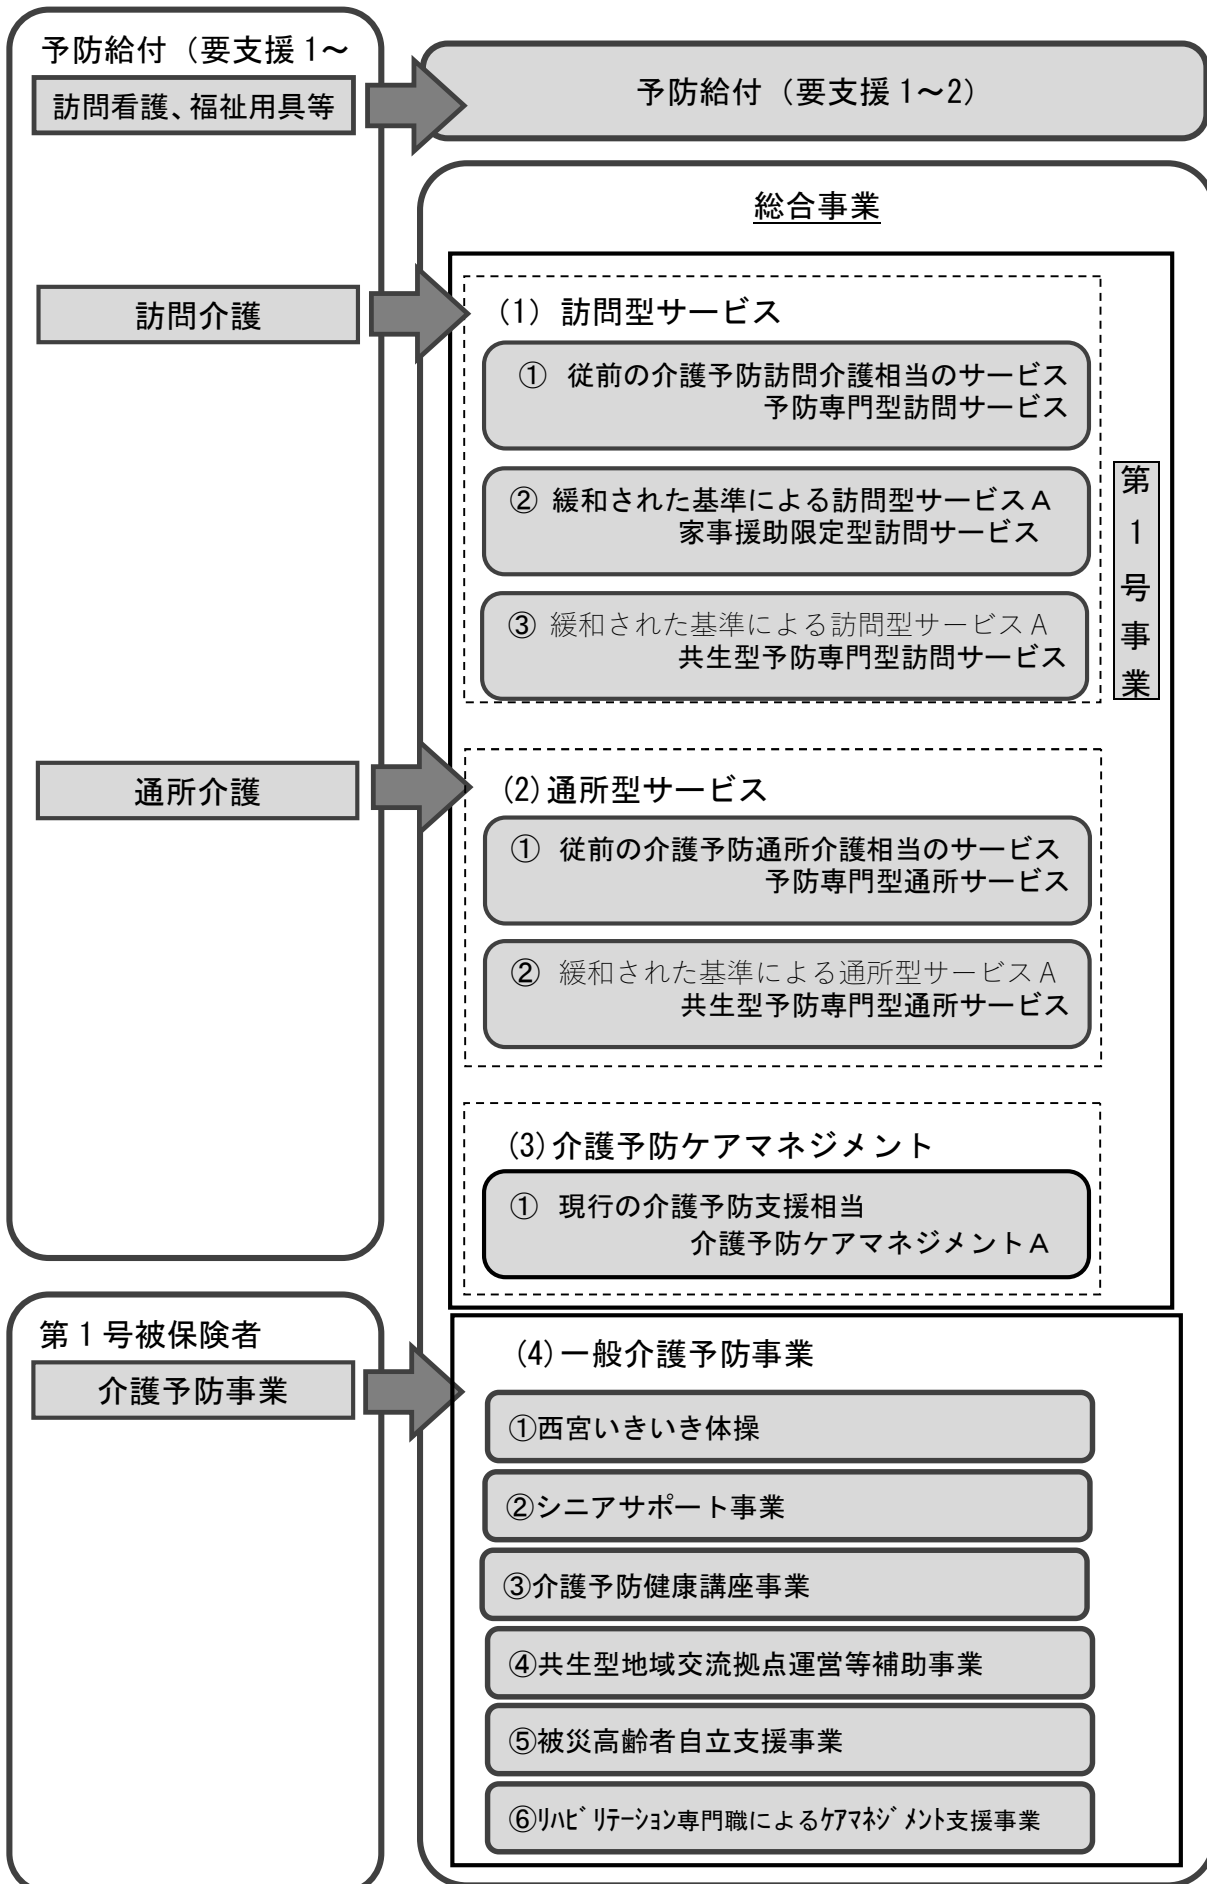 予防給付（要支援1～
訪問看護、福祉用具等
予防給付（要支援1～2）
総合事業
訪問介護
(1) 訪問型サービス
① 従前の介護予防訪問介護相当のサービス
予防専門型訪問サービス
② 緩和された基準による訪問型サービスA
家事援助限定型訪問サービス
③ 緩和された基準による訪問型サービスA
共生型予防専門型訪問サービス
第1号事業
通所介護
(2)通所型サービス
① 従前の介護予防通所介護相当のサービス
予防専門型通所サービス
② 緩和された基準による通所型サービスA
共生型予防専門型通所サービス
(3)介護予防ケアマネジメント
① 現行の介護予防支援相当
介護予防ケアマネジメントA
第1号被保険者
介護予防事業
(4)一般介護予防事業
①西宮いきいき体操
②シニアサポート事業
③介護予防健康講座事業
④共生型地域交流拠点運営等補助事業
⑤被災高齢者自立支援事業
⑥ﾘﾊﾋﾞﾘﾃｰｼｮﾝ専門職によるｹｱﾏﾈｼﾞﾒﾝﾄ支援事業